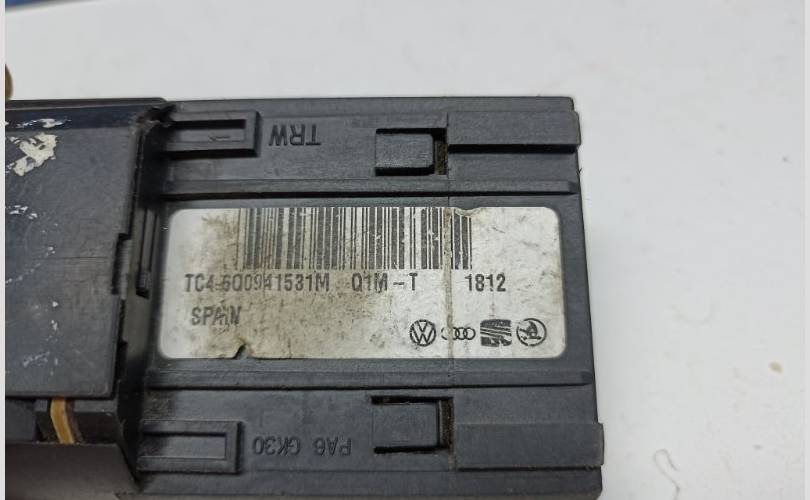 TRW
TC4 6Q0941531M Q1M-T 1812
SPAIN
PA6 GK30